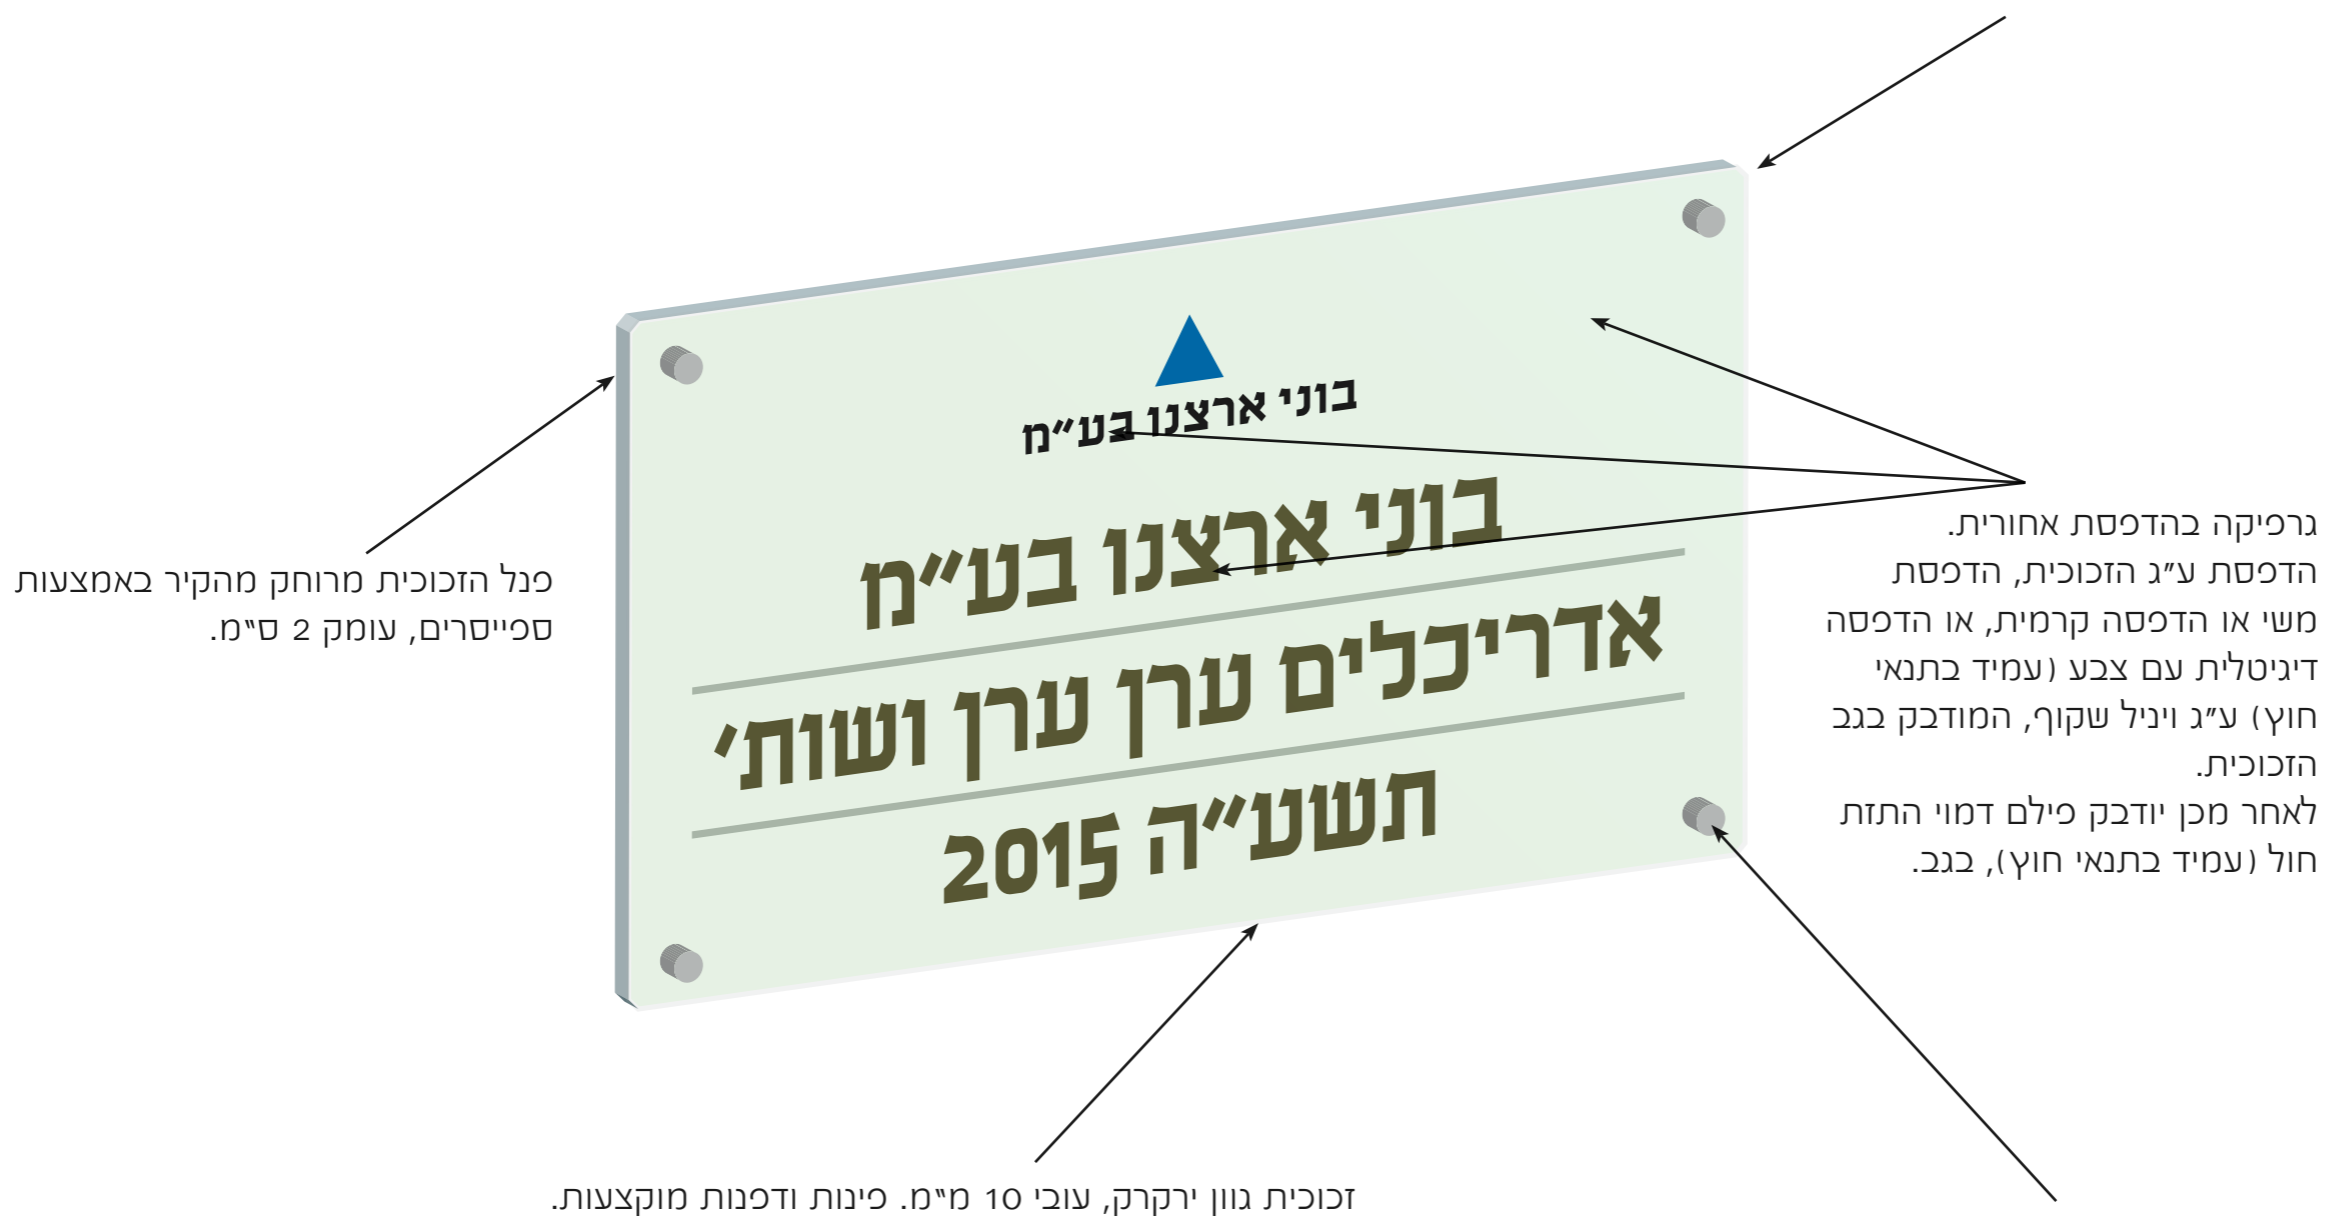 בוני ארצנו בע״מ
בוני ארצנו בע״מ
אדריכלים ערן ערן ושות׳
תשע״ה 2015
גרפיקה בהדפסת אחורית.
הדפסת ע״ג הזכוכית, הדפסת
משי או הדפסה קרמית, או הדפסה
דיגיטלית עם צבע (עמיד בתנאי
חוץ) ע״ג ויניל שקוף, המודבק בגב
הזכוכית.
לאחר מכן יודבק פילם דמוי התזת
חול (עמיד בתנאי חוץ), בגב.
פנל הזכוכית מרוחק מהקיר באמצעות
ספייסרים, עומק 2 ס״מ.
זכוכית גוון ירקרק, עובי 10 מ״מ. פינות ודפנות מוקצעות.